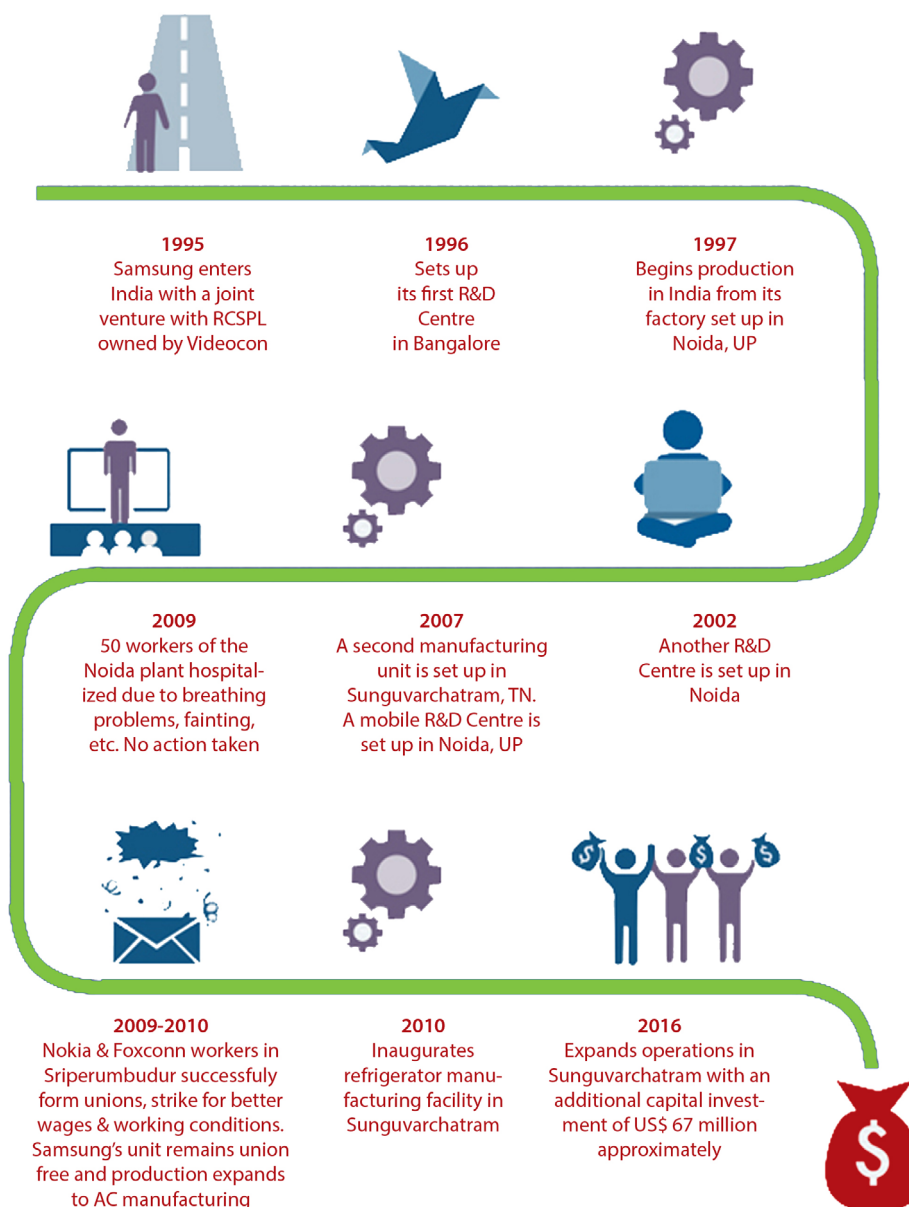 1995
Samsung enters
India with a joint
venture with RCSPL
owned by Videocon
1996
Sets up
its first R&D
Centre
in Bangalore
1997
Begins production
in India from its
factory set up in
Noida, UP
2002
Another R&D
Centre is set up in
Noida
2007
A second manufacturing
unit is set up in
Sunguvarchatram, TN.
A mobile R&D Centre is
set up in Noida, UP
2009
50 workers of the
Noida plant hospital-
ized due to breathing
problems, fainting,
etc. No action taken
2009-2010
Nokia & Foxconn workers in
Sriperumbudur successfuly
form unions, strike for better
wages & working conditions.
Samsung's unit remains union
free and production expands
to AC manufacturing
2010
Inaugurates
refrigerator manu-
facturing facility in
Sunguvarchatram
$ $ $
2016
Expands operations in
Sunguvarchatram with an
additional capital invest-
ment of US$ 67 million
approximately
$